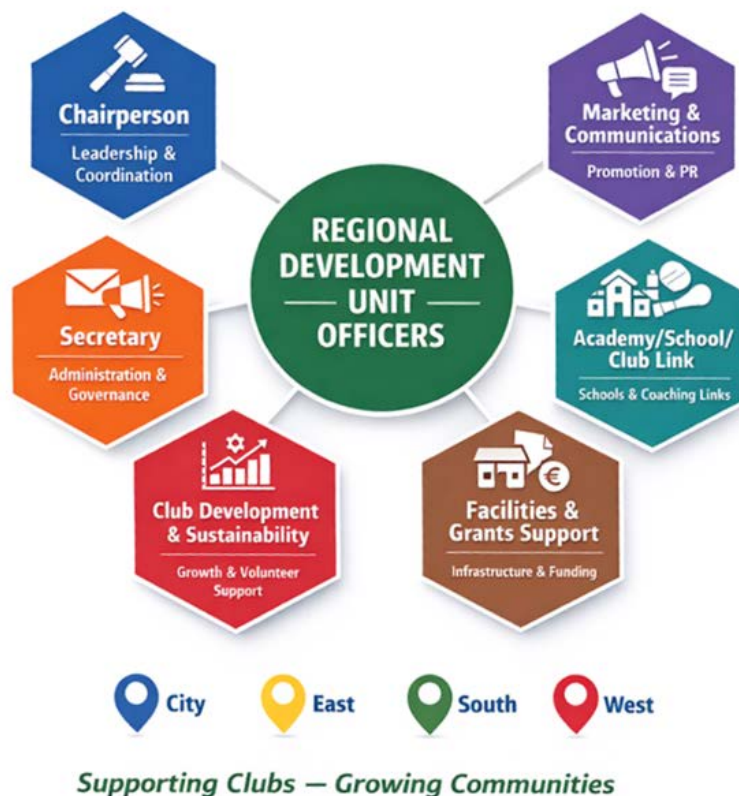 Chairperson
Leadership &
Coordination
Marketing &
Communications
Promotion & PR
REGIONAL
DEVELOPMENT
UNIT
OFFICERS
Secretary
Administration &
Governance
Academy/School/
Club Link
Schools & Coaching Links
Club Development
& Sustainability
Growth & Volunteer
Support
Facilities &
Grants Support
Infrastructure & Funding
City
East
South
West
Supporting Clubs — Growing Communities